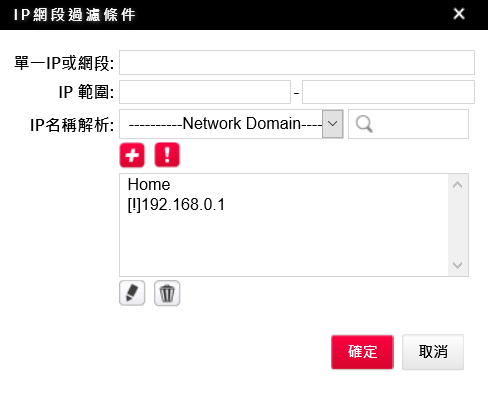 IP網段過濾條件
單一IP或網段:
IP 範圍: -
IP名稱解析: ----------Network Domain----
Home
[!]192.168.0.1
確定 取消